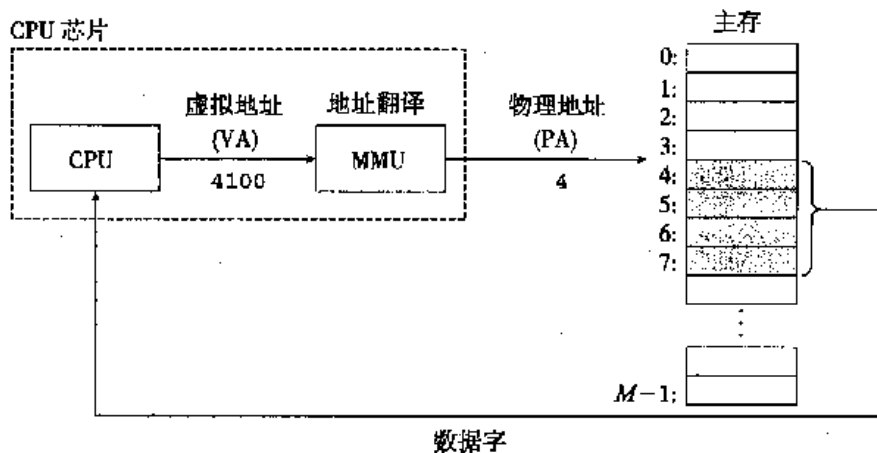 CPU 芯片
主存
虚拟地址
(VA)
4100
地址翻译
物理地址
(PA)
4
CPU
MMU
0:
1:
2:
3:
4:
5:
6:
7:
M-1:
数据字